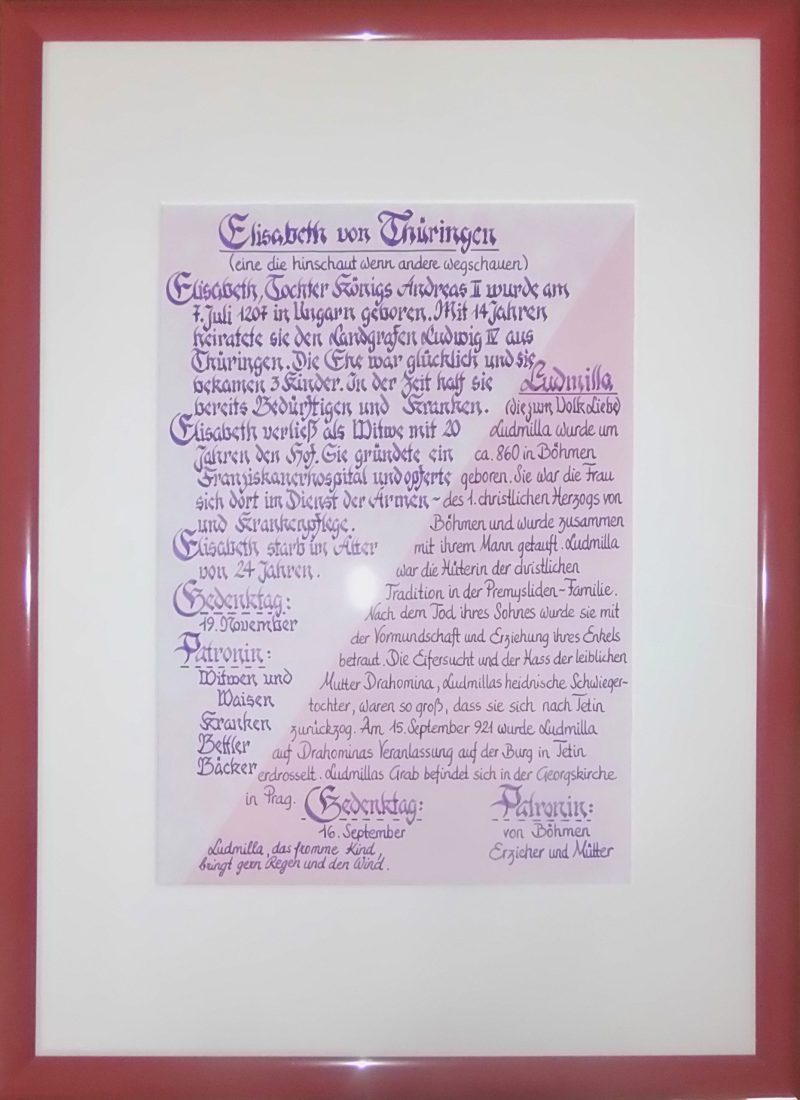 Elisabeth von Thüringen
(eine die hinschaut wenn andere wegschauen)
Elisabeth, Tochter Königs Andreas II wurde am
7. Juli 1207 in Ungarn geboren. Mit 14 Jahren
heiratete sie den Landgrafen Ludwig IV aus
Thüringen. Die Ehe war glücklich und sie
bekamen 3 Kinder. In der Zeit half sie
bereits Bedürftigen und Kranken.
Elisabeth verließ als Witwe mit 20
Jahren den Hof. Sie gründete ein
Franziskanerhospital und opferte
sich dort im Dienst der Armen-
und Krankenpflege.
Elisabeth starb im Alter
von 24 Jahren.
Gedenktag:
19. November
Patronin:
Witwen und
Waisen
Kranken
Bettler
Bäcker
Ludmilla
(die zum Volk Liebe)
Ludmilla wurde um
ca. 860 in Böhmen
geboren. Sie war die Frau
des 1. christlichen Herzogs von
Böhmen und wurde zusammen
mit ihrem Mann getauft. Ludmilla
war die Hüterin der christlichen
Tradition in der Premysliden-Familie.
Nach dem Tod ihres Sohnes wurde sie mit
der Vormundschaft und Erziehung ihres Enkels
betraut. Die Eifersucht und der Hass der leiblichen
Mutter Drahomina, Ludmillas heidnische Schwieger-
tochter, waren so groß, dass sie sich nach Tetin
zurückzog. Am 15. September 921 wurde Ludmilla
auf Drahominas Veranlassung auf der Burg in Tetin
erdrosselt. Ludmillas Grab befindet sich in der Georgskirche
in Prag.
Gedenktag:
16. September
Patronin:
von Böhmen
Erzieher und Mütter
Ludmilla, das fromme Kind,
bringt gern Regen und den Wind.